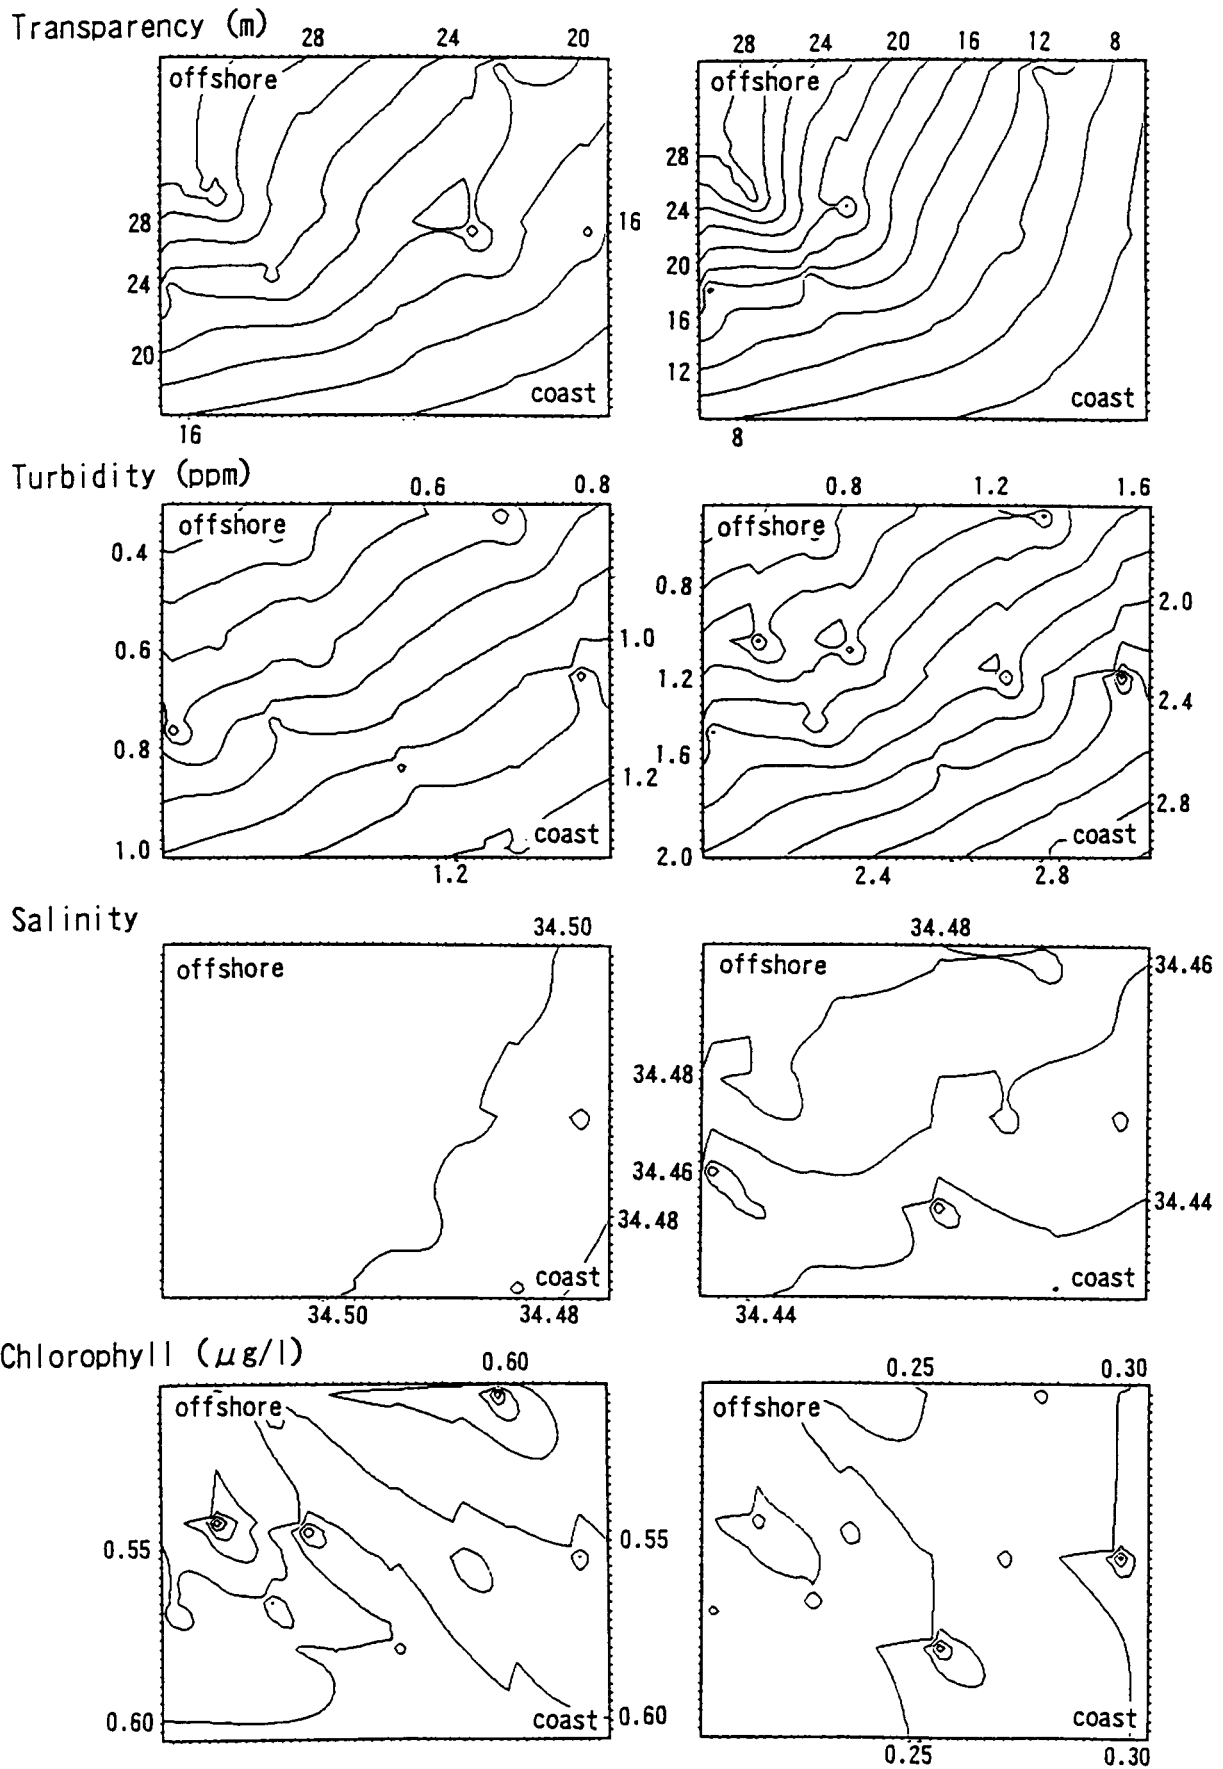 Transparency (m)
28 24 20
28 24 20 16 12 8
offshore
offshore
28
24
20
16
28
24
20
16
12
coast
coast
16
8
Turbidity (ppm)
0.6 0.8
0.8 1.2 1.6
offshore
offshore
0.4
0.6
0.8
1.0
1.0
1.2
0.8
1.2
1.6
2.0
2.0
2.4
2.8
coast
coast
1.2
2.4 2.8
Salinity
34.50
34.48
offshore
offshore
34.48
34.48
34.46
34.46
34.44
coast
coast
34.50 34.48
34.44
Chlorophyll (μg/l)
0.60
0.25 0.30
offshore
offshore
0.55
0.60
0.55
0.60
coast
coast
0.25 0.30